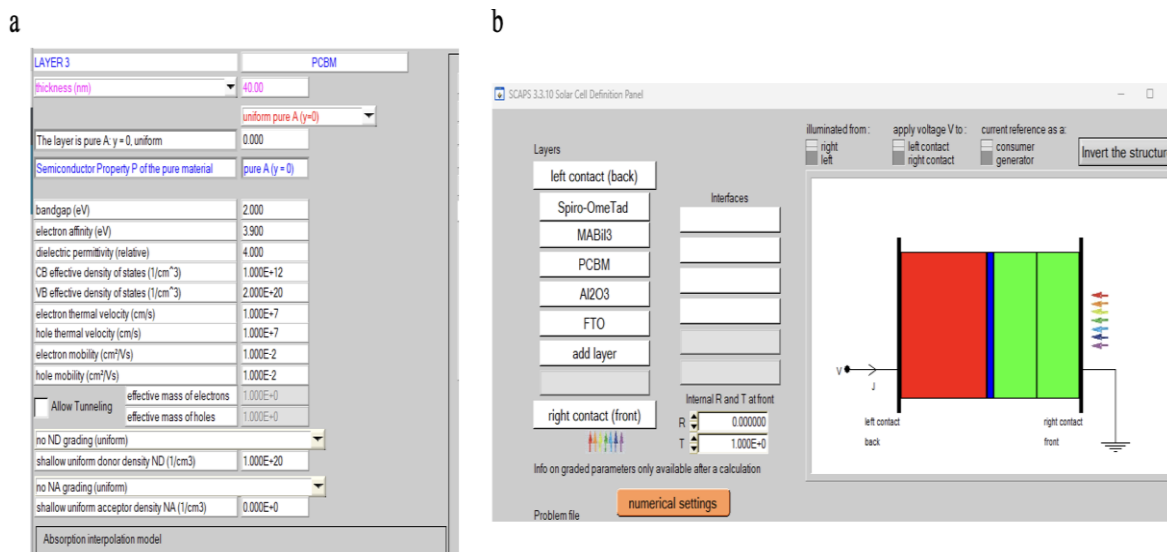 a
LAYER 3 PCBM
thickness (nm) 40.00
uniform pure A (y=0)
The layer is pure A: y = 0, uniform 0.000
Semiconductor Property P of the pure material pure A (y = 0)
bandgap (eV) 2.000
electron affinity (eV) 3.900
dielectric permittivity (relative) 4.000
CB effective density of states (1/cm^3) 1.000E+12
VB effective density of states (1/cm^3) 2.000E+20
electron thermal velocity (cm/s) 1.000E+7
hole thermal velocity (cm/s) 1.000E+7
electron mobility (cm²/Vs) 1.000E-2
hole mobility (cm²/Vs) 1.000E-2
Allow Tunneling
effective mass of electrons 1.000E+0
effective mass of holes 1.000E+0
no ND grading (uniform)
shallow uniform donor density ND (1/cm3) 1.000E+20
no NA grading (uniform)
shallow uniform acceptor density NA (1/cm3) 0.000E+0
Absorption interpolation model
b
SCAPS 3.3.10 Solar Cell Definition Panel
Layers
left contact (back)
Spiro-OmeTad
MABiI3
PCBM
Al2O3
FTO
add layer
right contact (front)
Interfaces
Internal R and T at front
R 0.000000
T 1.000E+0
Info on graded parameters only available after a calculation
Problem file
numerical settings
illuminated from :
right
left
apply voltage V to :
left contact
right contact
current reference as a:
consumer
generator
Invert the structure
V
J
left contact
back
right contact
front